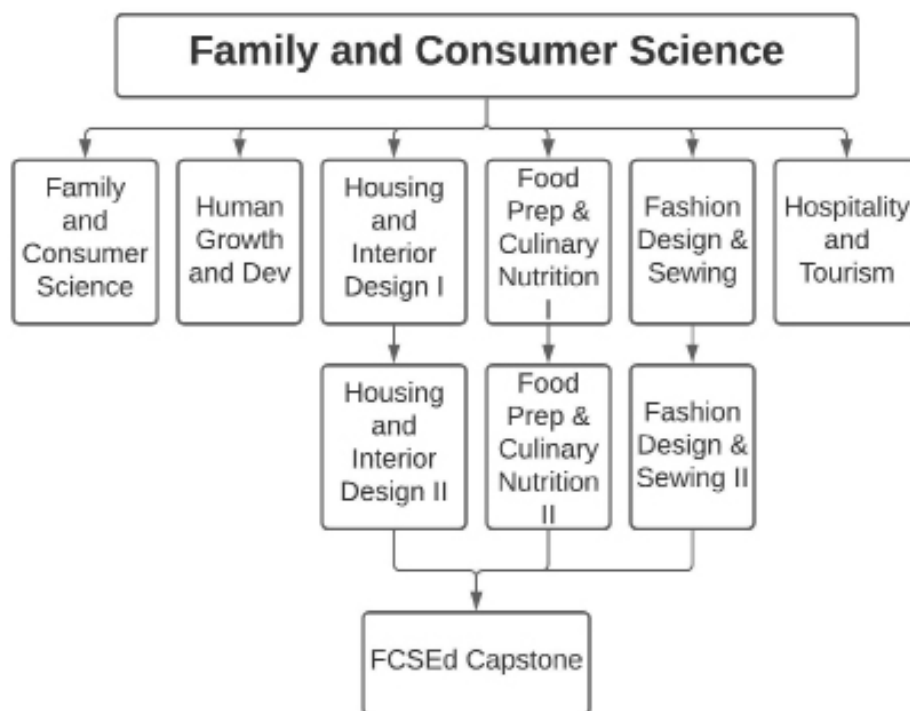 Family and Consumer Science
Family
and
Consumer
Science
Human
Growth
and Dev
Housing
and
Interior
Design I
Food
Prep &
Culinary
Nutrition
I
Fashion
Design &
Sewing
Hospitality
and
Tourism
Housing
and
Interior
Design II
Food
Prep &
Culinary
Nutrition
II
Fashion
Design &
Sewing II
FCSEd Capstone